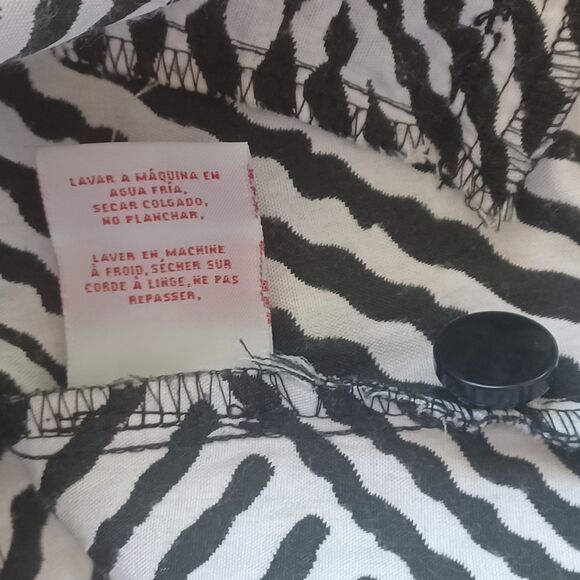 LAVAR A MÁQUINA EN
AGUA FRÍA.
SECAR COLGADO.
NO PLANCHAR.
LAVER EN MACHINE
À FROID, SÉCHER SUR
CORDE À LINGE, NE PAS
REPASSER.